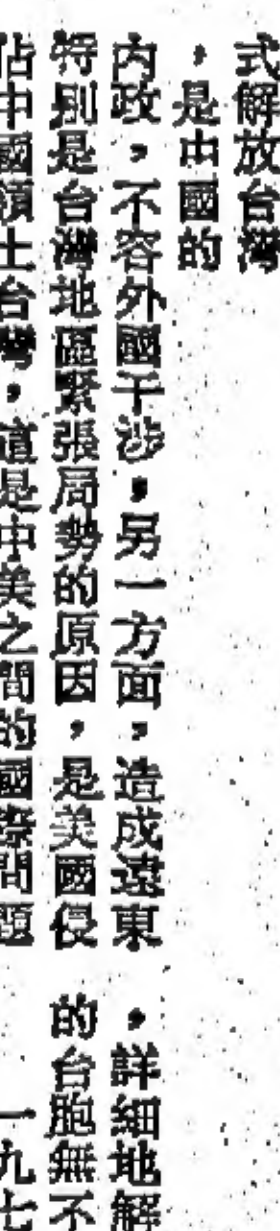 式解放台灣
，是中國的
內政，不容外國干涉，另一方面，造成遠東
特別是台灣地區緊張局勢的原因，是美國侵
佔中國領土台灣，這是中美之間的國際問題
，詳細地解
的台胞無不
一九七